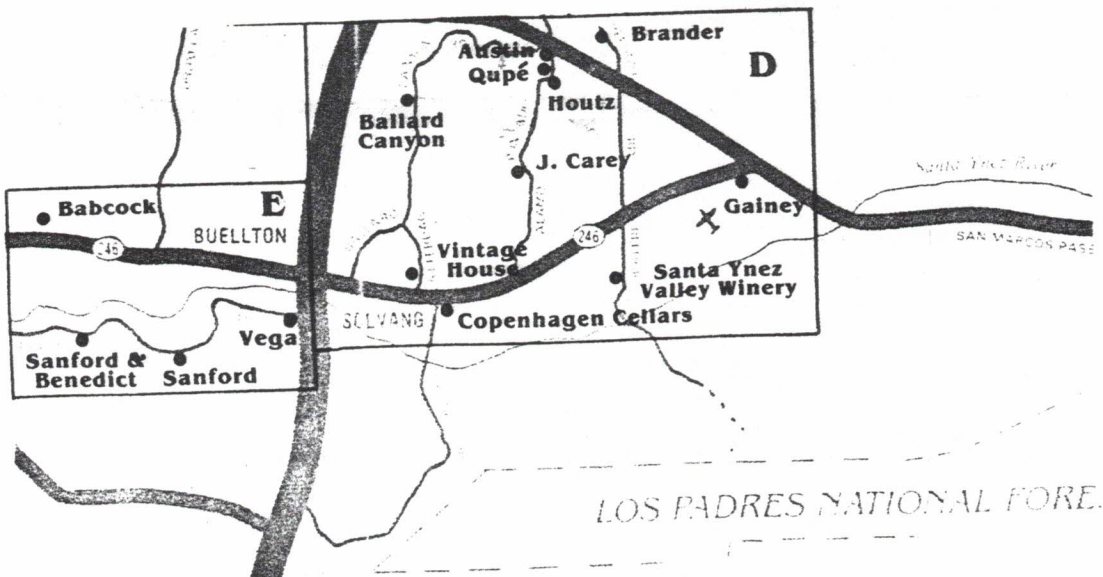 Brander
Austin
Qupé
D
Houtz
Ballard
Canyon
J. Carey
Santa Ynez River
E
Babcock
Gainey
246
BUELLTON
246
SAN MARCOS PASS
Vintage
House
Santa Ynez
Valley Winery
SOLVANG
Copenhagen Cellars
Vega
Sanford &
Benedict
Sanford
LOS PADRES NATIONAL FORE